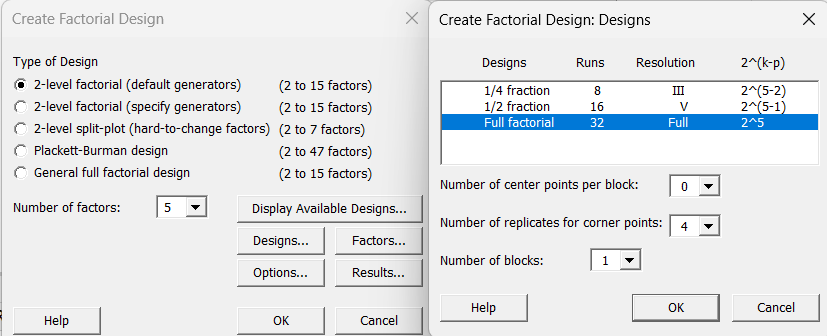 Create Factorial Design
Type of Design
2-level factorial (default generators) (2 to 15 factors)
2-level factorial (specify generators) (2 to 15 factors)
2-level split-plot (hard-to-change factors) (2 to 7 factors)
Plackett-Burman design (2 to 47 factors)
General full factorial design (2 to 15 factors)
Number of factors: 5
Display Available Designs...
Designs... Factors...
Options... Results...
Help OK Cancel
Create Factorial Design: Designs
Designs Runs Resolution 2^(k-p)
1/4 fraction 8 III 2^(5-2)
1/2 fraction 16 V 2^(5-1)
Full factorial 32 Full 2^5
Number of center points per block: 0
Number of replicates for corner points: 4
Number of blocks: 1
Help OK Cancel